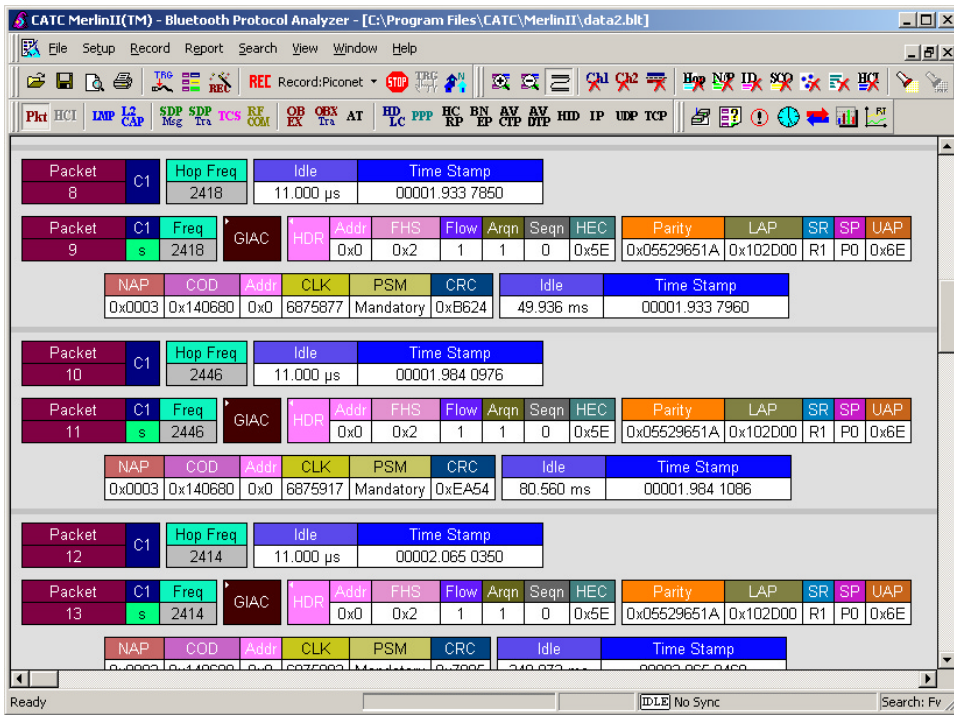 CATC MerlinII(TM) - Bluetooth Protocol Analyzer - [C:\Program Files\CATC\MerlinII\data2.blt]
File Setup Record Report Search View Window Help
TRG REC REC Record:Piconet STOP TRG N Ch1 Ch2 Hop N/P ID SCO HCI
Pkt HCI LMP L2 CAP SDP Msg SDP Tra TCS RF COM OB EX OBX Tra AT HD LC PPP HC RP BN EP AV CTP AV DTP HID IP UDP TCP
Packet C1 Hop Freq Idle Time Stamp
8 2418 11.000 µs 00001.933 7850
Packet C1 Freq GIAC HDR Addr FHS Flow Arqn Seqn HEC Parity LAP SR SP UAP
9 s 2418 0x0 0x2 1 1 0 0x5E 0x05529651A 0x102D00 R1 P0 0x6E
NAP COD Addr CLK PSM CRC Idle Time Stamp
0x0003 0x140680 0x0 6875877 Mandatory 0xB624 49.936 ms 00001.933 7960
Packet C1 Hop Freq Idle Time Stamp
10 2446 11.000 µs 00001.984 0976
Packet C1 Freq GIAC HDR Addr FHS Flow Arqn Seqn HEC Parity LAP SR SP UAP
11 s 2446 0x0 0x2 1 1 0 0x5E 0x05529651A 0x102D00 R1 P0 0x6E
NAP COD Addr CLK PSM CRC Idle Time Stamp
0x0003 0x140680 0x0 6875917 Mandatory 0xEA54 80.560 ms 00001.984 1086
Packet C1 Hop Freq Idle Time Stamp
12 2414 11.000 µs 00002.065 0350
Packet C1 Freq GIAC HDR Addr FHS Flow Arqn Seqn HEC Parity LAP SR SP UAP
13 s 2414 0x0 0x2 1 1 0 0x5E 0x05529651A 0x102D00 R1 P0 0x6E
NAP COD Addr CLK PSM CRC Idle Time Stamp
Ready IDLE No Sync Search: Fw